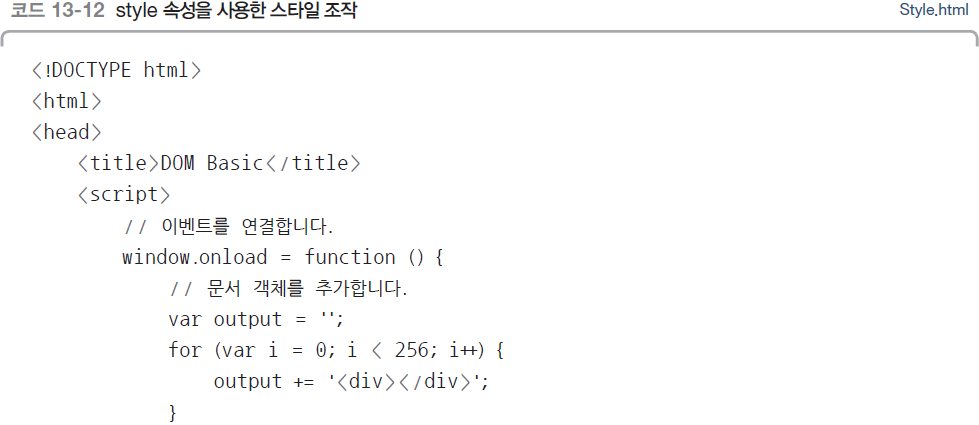 코드 13-12 style 속성을 사용한 스타일 조작 Style.html
<!DOCTYPE html>
<html>
<head>
    <title>DOM Basic</title>
    <script>
        // 이벤트를 연결합니다.
        window.onload = function () {
            // 문서 객체를 추가합니다.
            var output = '';
            for (var i = 0; i < 256; i++) {
                output += '<div></div>';
            }